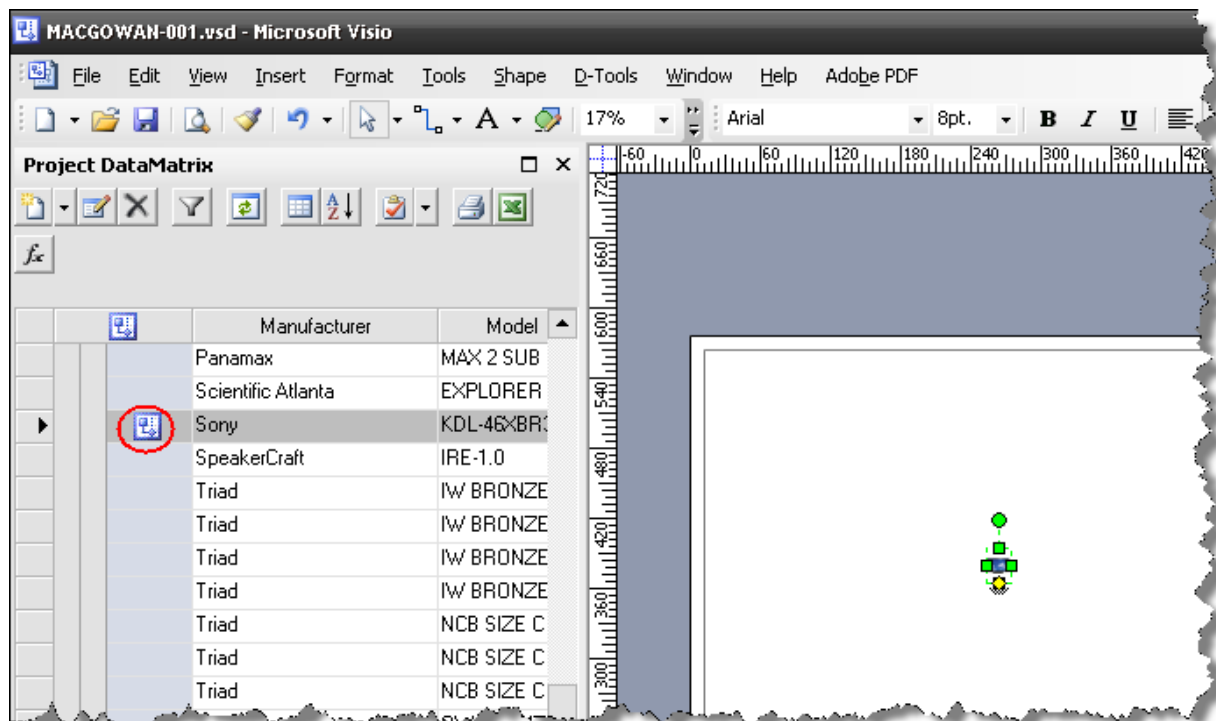 MACGOWAN-001.vsd - Microsoft Visio
File Edit View Insert Format Tools Shape D-Tools Window Help Adobe PDF
17% Arial 8pt. B I U
Project DataMatrix
-60 0 60 120 180 240 300 360 420
720
660
600
540
480
420
360
300
Manufacturer Model
Panamax MAX 2 SUB
Scientific Atlanta EXPLORER
Sony KDL-46XBR3
SpeakerCraft IRE-1.0
Triad IW BRONZE
Triad IW BRONZE
Triad IW BRONZE
Triad IW BRONZE
Triad NCB SIZE C
Triad NCB SIZE C
Triad NCB SIZE C